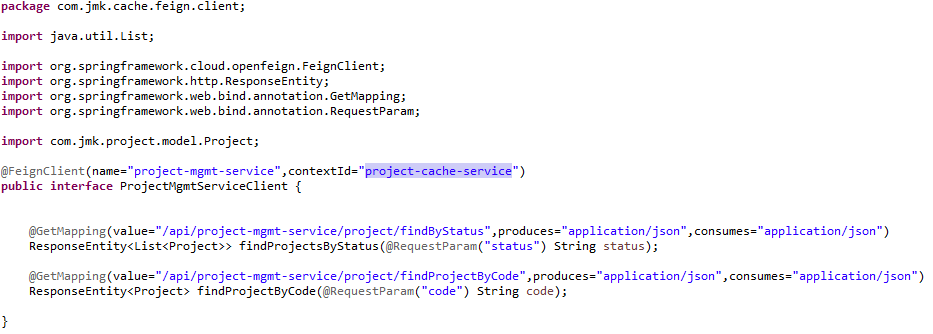 package com.jmk.cache.feign.client;
import java.util.List;
import org.springframework.cloud.openfeign.FeignClient;
import org.springframework.http.ResponseEntity;
import org.springframework.web.bind.annotation.GetMapping;
import org.springframework.web.bind.annotation.RequestParam;
import com.jmk.project.model.Project;
@FeignClient(name="project-mgmt-service",contextId="project-cache-service")
public interface ProjectMgmtServiceClient {
@GetMapping(value="/api/project-mgmt-service/project/findByStatus",produces="application/json",consumes="application/json")
ResponseEntity<List<Project>> findProjectsByStatus(@RequestParam("status") String status);
@GetMapping(value="/api/project-mgmt-service/project/findProjectByCode",produces="application/json",consumes="application/json")
ResponseEntity<Project> findProjectByCode(@RequestParam("code") String code);
}